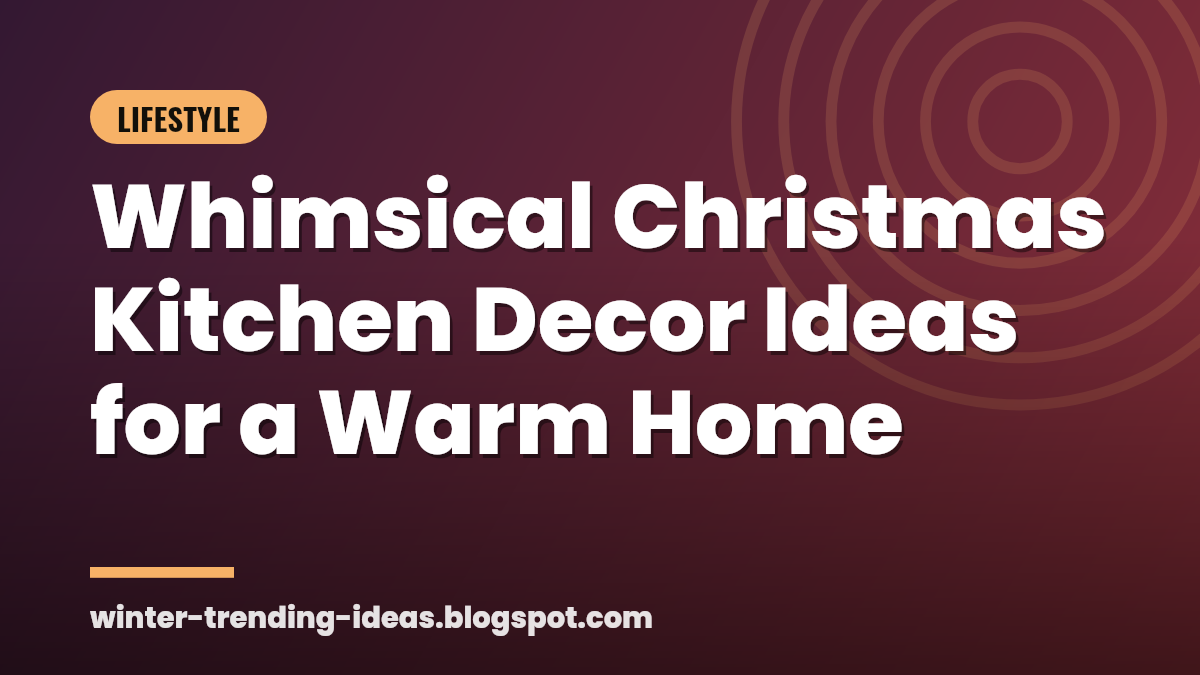 LIFESTYLE
Whimsical Christmas
Kitchen Decor Ideas
for a Warm Home
winter-trending-ideas.blogspot.com